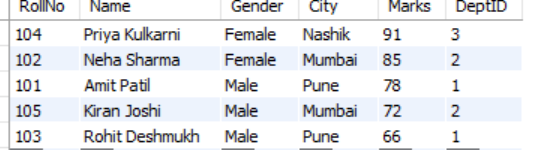 RollNo Name Gender City Marks DeptID
104 Priya Kulkarni Female Nashik 91 3
102 Neha Sharma Female Mumbai 85 2
101 Amit Patil Male Pune 78 1
105 Kiran Joshi Male Mumbai 72 2
103 Rohit Deshmukh Male Pune 66 1